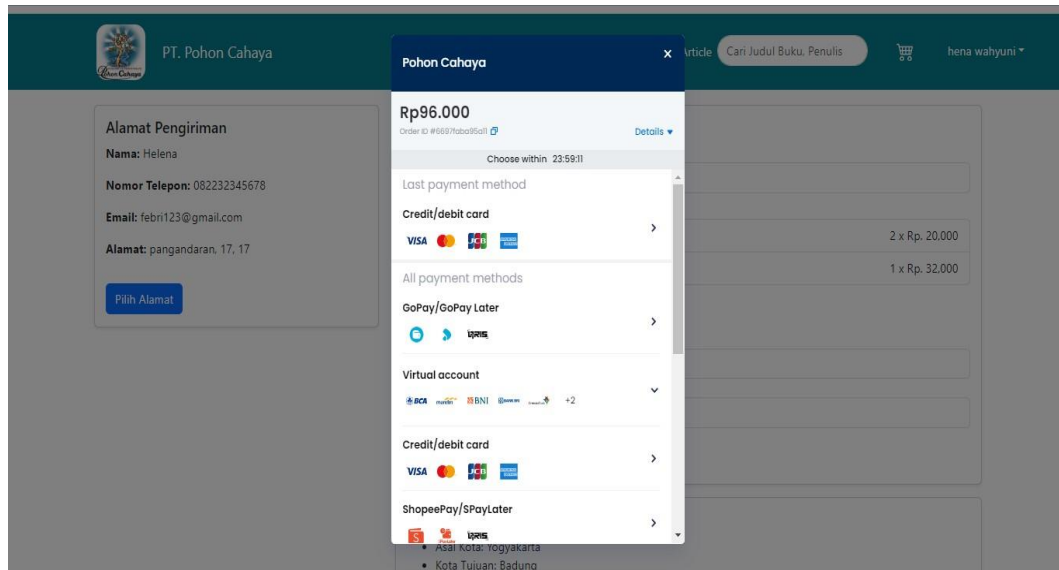 PT. Pohon Cahaya
Article
Cari Judul Buku. Penulis
hena wahyuni
Pohon Cahaya
x
Rp96.000
Order ID
Details
Choose within 23:59:11
Last payment method
Credit/debit card
VISA
JCB
All payment methods
GoPay/GoPay Later
QRIS
Virtual account
BCA mandiri BNI
+2
Credit/debit card
VISA
JCB
ShopeePay/SPayLater
QRIS
Alamat Pengiriman
Nama: Helena
Nomor Telepon: 082232345678
Email: febri123@gmail.com
Alamat: pangandaran, 17, 17
Pilih Alamat
2 x Rp. 20,000
1 x Rp. 32,000
Asal Kota: Yogyakarta
Kota Tujuan: Badung